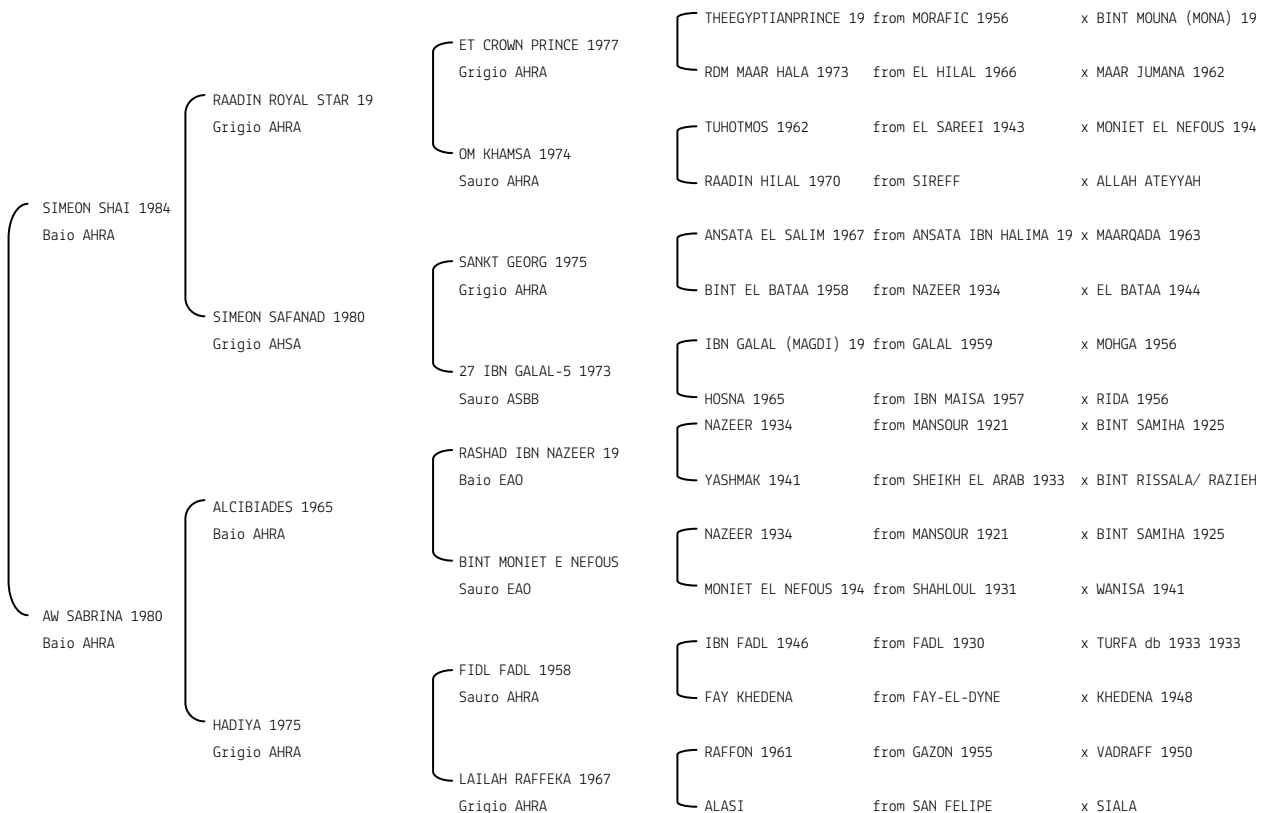 THEEGYPTIANPRINCE 19 from MORAFIC 1956 x BINT MOUNA (MONA) 19
ET CROWN PRINCE 1977
Grigio AHRA
RDM MAAR HALA 1973 from EL HILAL 1966 x MAAR JUMANA 1962
RAADIN ROYAL STAR 19
Grigio AHRA
TUHOTMOS 1962 from EL SAREEI 1943 x MONIET EL NEFOUS 194
OM KHAMSA 1974
Sauro AHRA
RAADIN HILAL 1970 from SIREFF x ALLAH ATEYYAH
SIMEON SHAI 1984
Baio AHRA
ANSATA EL SALIM 1967 from ANSATA IBN HALIMA 19 x MAARQADA 1963
SANKT GEORG 1975
Grigio AHRA
BINT EL BATAA 1958 from NAZEER 1934 x EL BATAA 1944
SIMEON SAFANAD 1980
Grigio AHSA
IBN GALAL (MAGDI) 19 from GALAL 1959 x MOHGA 1956
27 IBN GALAL-5 1973
Sauro ASBB
HOSNA 1965 from IBN MAISA 1957 x RIDA 1956
NAZEER 1934 from MANSOUR 1921 x BINT SAMIHA 1925
RASHAD IBN NAZEER 19
Baio EAO
YASHMAK 1941 from SHEIKH EL ARAB 1933 x BINT RISSALA/ RAZIEH
ALCIBIADES 1965
Baio AHRA
NAZEER 1934 from MANSOUR 1921 x BINT SAMIHA 1925
BINT MONIET E NEFOUS
Sauro EAO
MONIET EL NEFOUS 194 from SHAHLOUL 1931 x WANISA 1941
AW SABRINA 1980
Baio AHRA
IBN FADL 1946 from FADL 1930 x TURFA db 1933 1933
FIDL FADL 1958
Sauro AHRA
FAY KHEDENA from FAY-EL-DYNE x KHEDENA 1948
HADIYA 1975
Grigio AHRA
RAFFON 1961 from GAZON 1955 x VADRAFF 1950
LAILAH RAFFEKA 1967
Grigio AHRA
ALASI from SAN FELIPE x SIALA